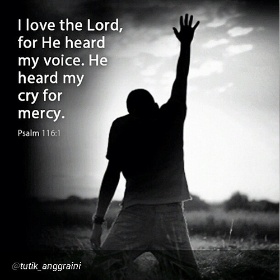 I love the Lord,
for He heard
my voice. He
heard my
cry for
mercy.
Psalm 116:1
@tutik_anggraini